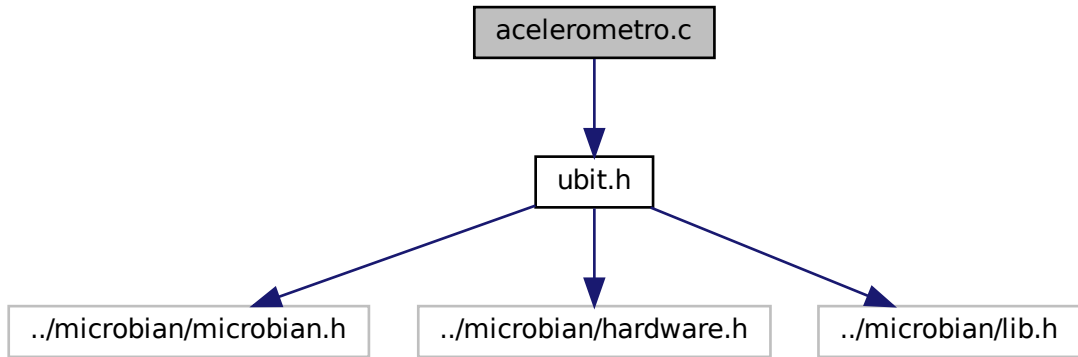 acelerometro.c
ubit.h
../microbian/microbian.h
../microbian/hardware.h
../microbian/lib.h